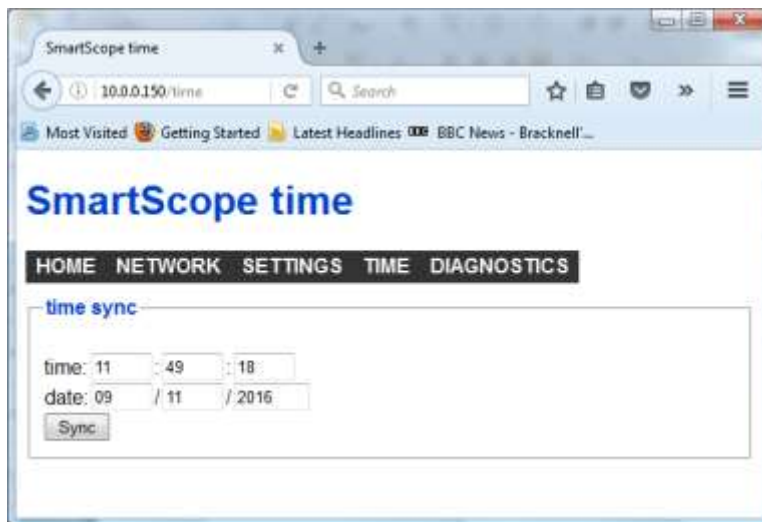 SmartScope time
10.0.0.150/time Search
Most Visited Getting Started Latest Headlines BBC BBC News - Bracknell'...
SmartScope time
HOME NETWORK SETTINGS TIME DIAGNOSTICS
time sync
time: 11 : 49 : 18
date: 09 / 11 / 2016
Sync